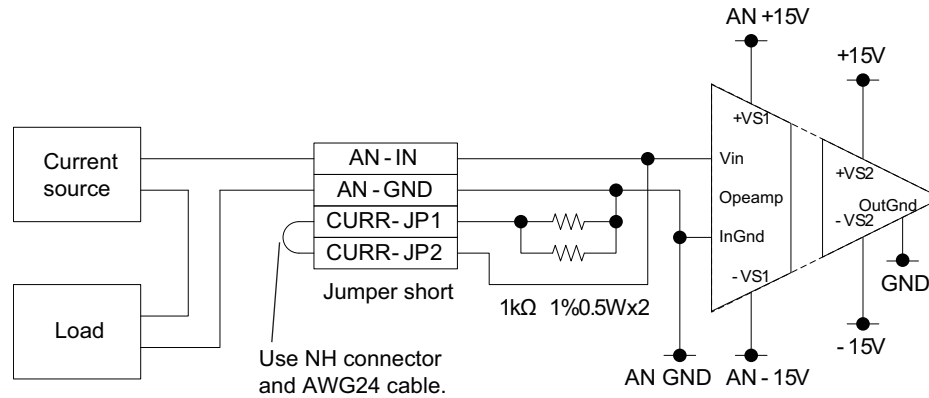 AN +15V
+15V
+VS1
Current
source
AN - IN
Vin
+VS2
AN - GND
Opeamp
OutGnd
CURR- JP1
- VS2
InGnd
CURR- JP2
- VS1
GND
Jumper short
1kΩ 1%0.5Wx2
Load
- 15V
Use NH connector
and AWG24 cable.
AN GND
AN - 15V